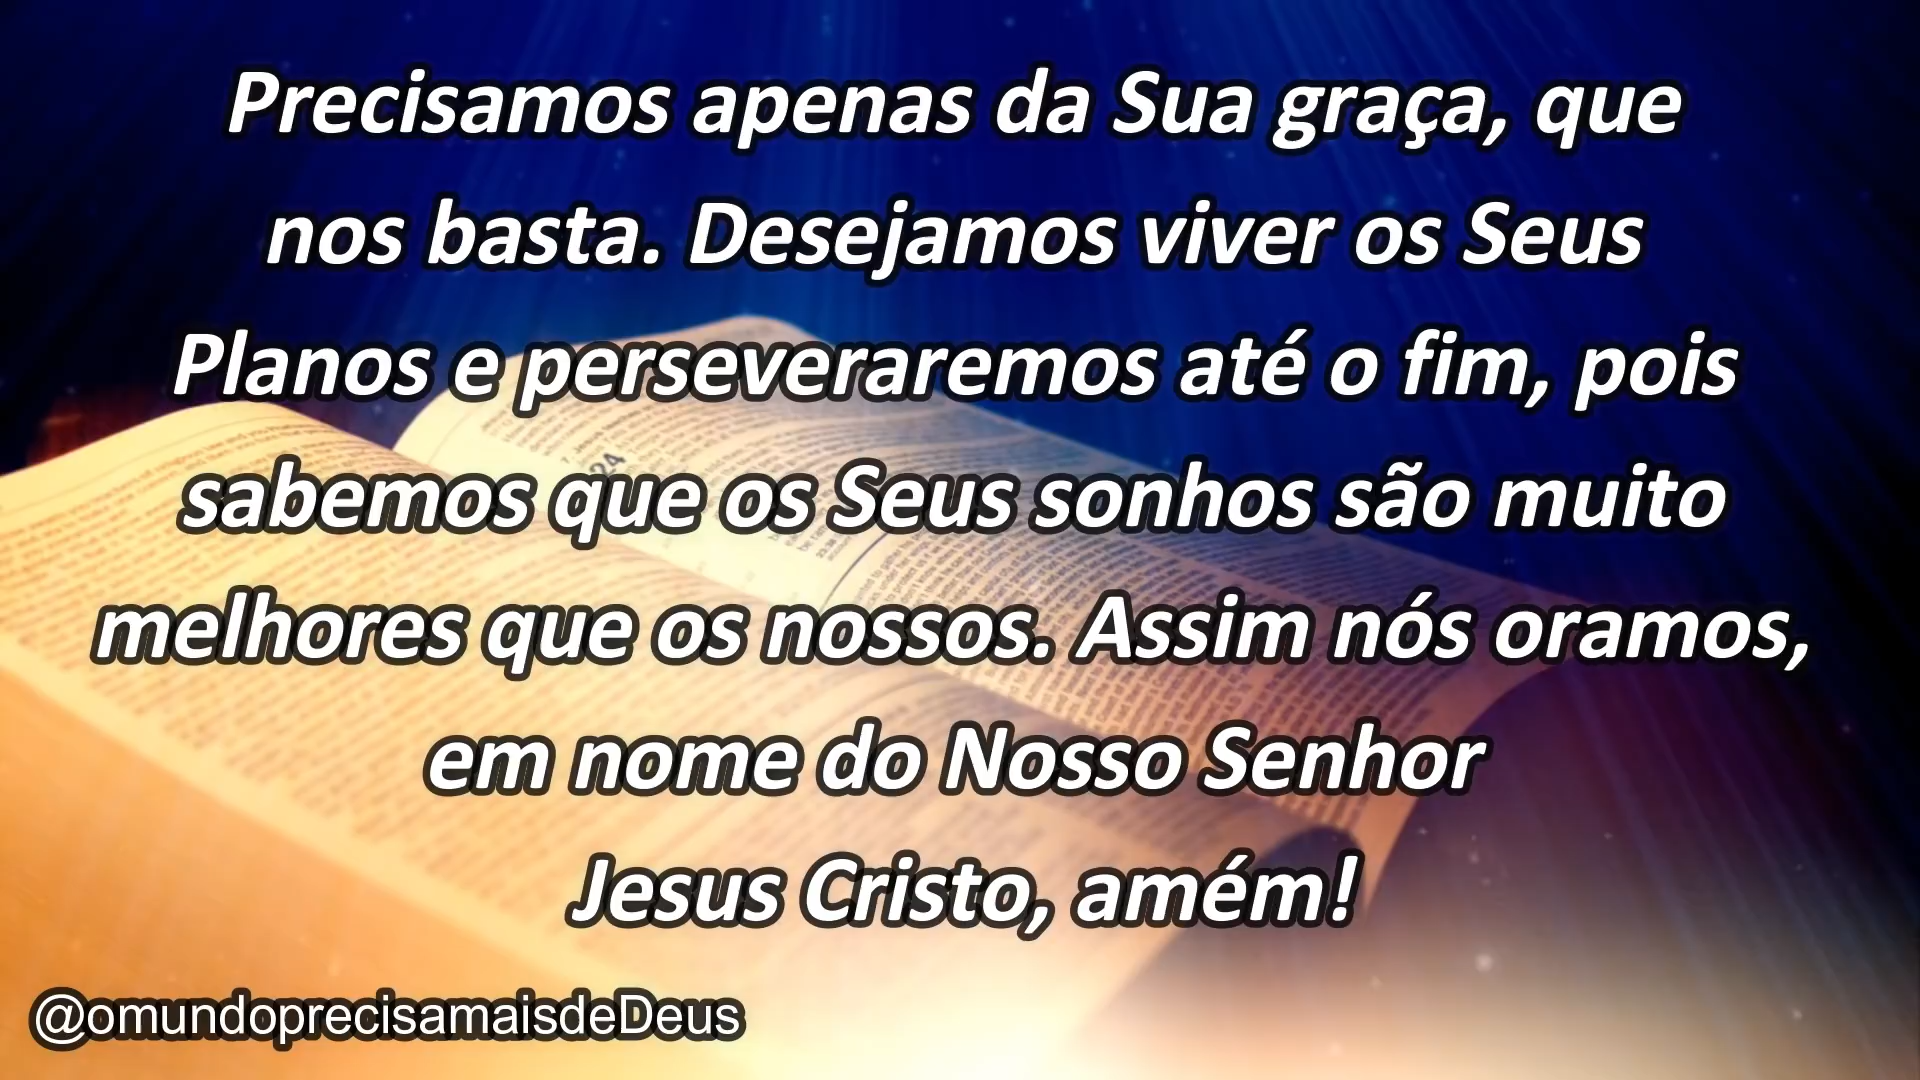 Precisamos apenas da Sua graça, que
nos basta. Desejamos viver os Seus
Planos e perseveraremos até o fim, pois
sabemos que os Seus sonhos são muito
melhores que os nossos. Assim nós oramos,
em nome do Nosso Senhor
Jesus Cristo, amém!
@omundoprecisamaisdeDeus
24